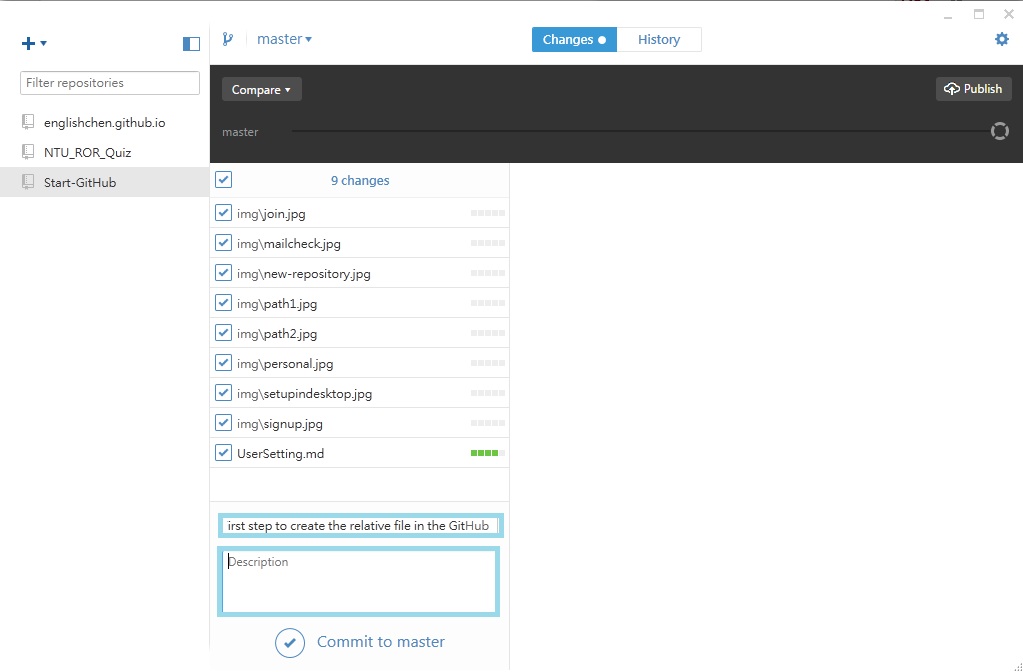 master
Changes
History
Filter repositories
englishchen.github.io
NTU_ROR_Quiz
Start-GitHub
Compare
Publish
master
9 changes
img\join.jpg
img\mailcheck.jpg
img\new-repository.jpg
img\path1.jpg
img\path2.jpg
img\personal.jpg
img\setupindesktop.jpg
img\signup.jpg
UserSetting.md
irst step to create the relative file in the GitHub
Description
Commit to master